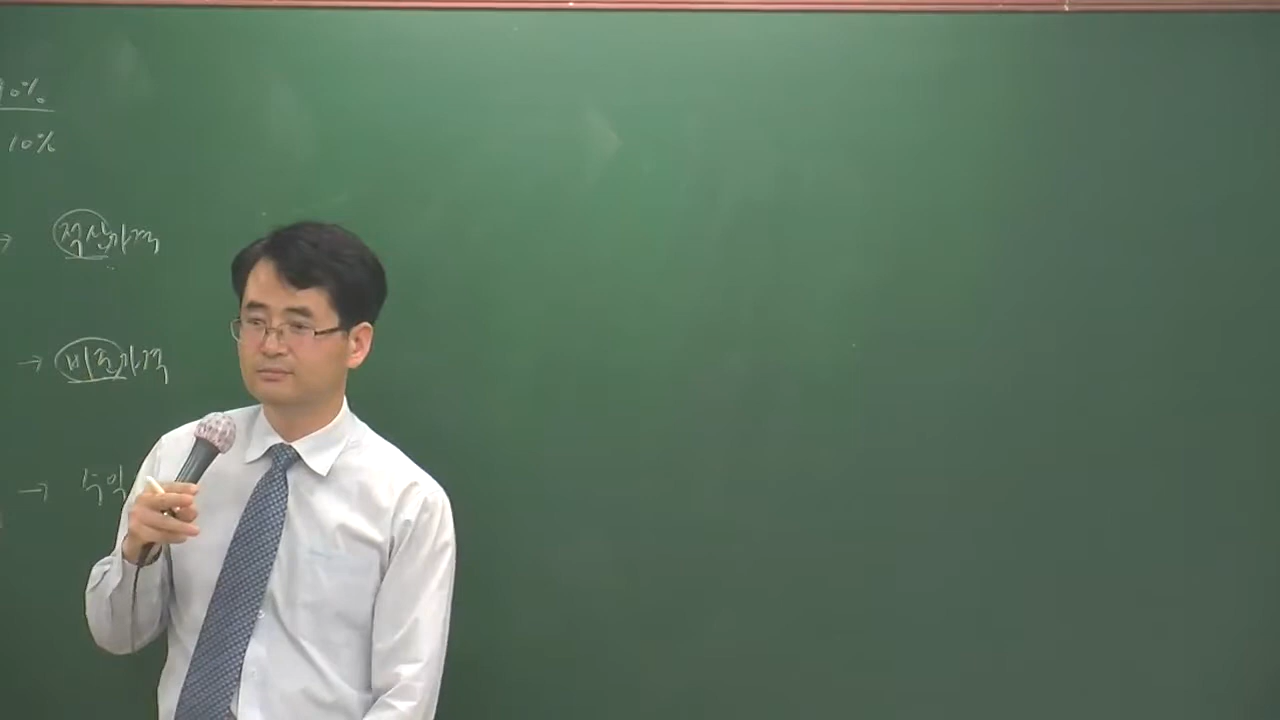 10%
→ 적산가격
→ 비준가격
→ 수익